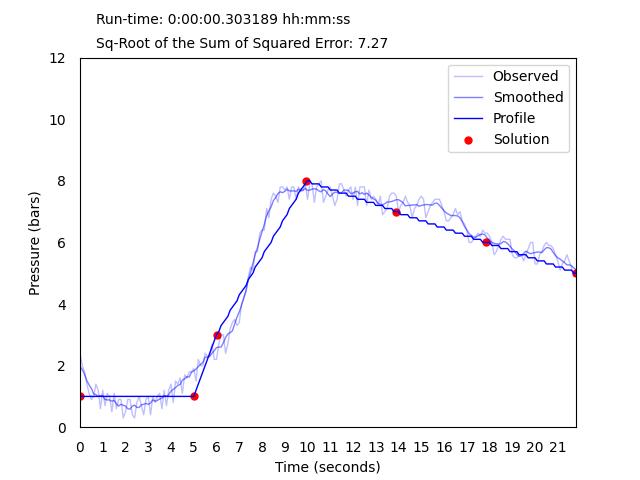 Run-time: 0:00:00.303189 hh:mm:ss
Sq-Root of the Sum of Squared Error: 7.27
12
10
8
6
4
2
0
Pressure (bars)
Observed
Smoothed
Profile
Solution
0 1 2 3 4 5 6 7 8 9 10 11 12 13 14 15 16 17 18 19 20 21
Time (seconds)